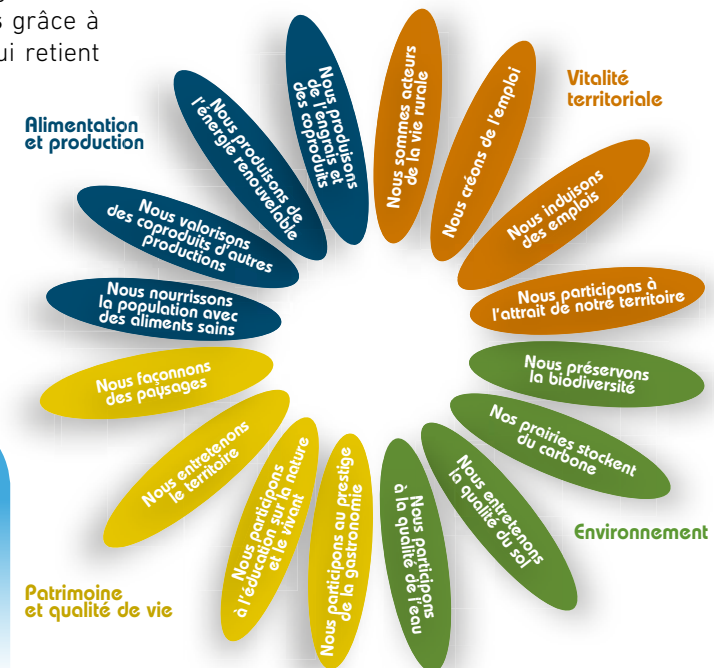 s grâce à
ui retient
Alimentation
et production
Nous produisons
de l'engrais et
des coproduits
Nous produisons de
l'énergie renouvelable
Nous valorisons
des coproduits d'autres
productions
Nous nourrissons
la population avec
des aliments sains
Vitalité
territoriale
Nous sommes acteurs
de la vie rurale
Nous créons de l'emploi
Nous induisons
des emplois
Nous participons à
l'attrait de notre territoire
Nous préservons
la biodiversité
Nos prairies stockent
du carbone
Nous entretenons
la qualité du sol
Nous participons
à la qualité de l'eau
Environnement
Nous façonnons
des paysages
Nous entretenons
le territoire
Nous participons
à l'éducation sur la nature
et le vivant
Nous participons au prestige
de la gastronomie
Patrimoine
et qualité de vie